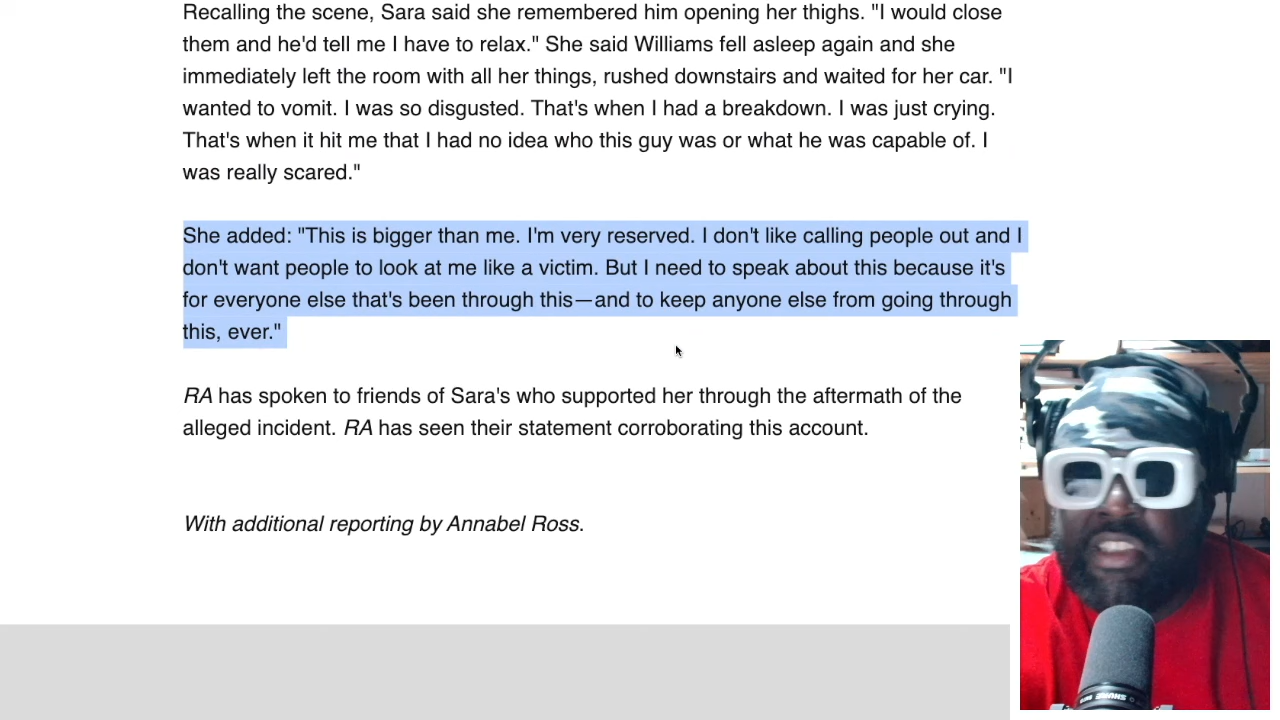 Recalling the scene, Sara said she remembered him opening her thighs. "I would close
them and he'd tell me I have to relax." She said Williams fell asleep again and she
immediately left the room with all her things, rushed downstairs and waited for her car. "I
wanted to vomit. I was so disgusted. That's when I had a breakdown. I was just crying.
That's when it hit me that I had no idea who this guy was or what he was capable of. I
was really scared."
She added: "This is bigger than me. I'm very reserved. I don't like calling people out and I
don't want people to look at me like a victim. But I need to speak about this because it's
for everyone else that's been through this—and to keep anyone else from going through
this, ever."
RA has spoken to friends of Sara's who supported her through the aftermath of the
alleged incident. RA has seen their statement corroborating this account.
With additional reporting by Annabel Ross.
SHURE